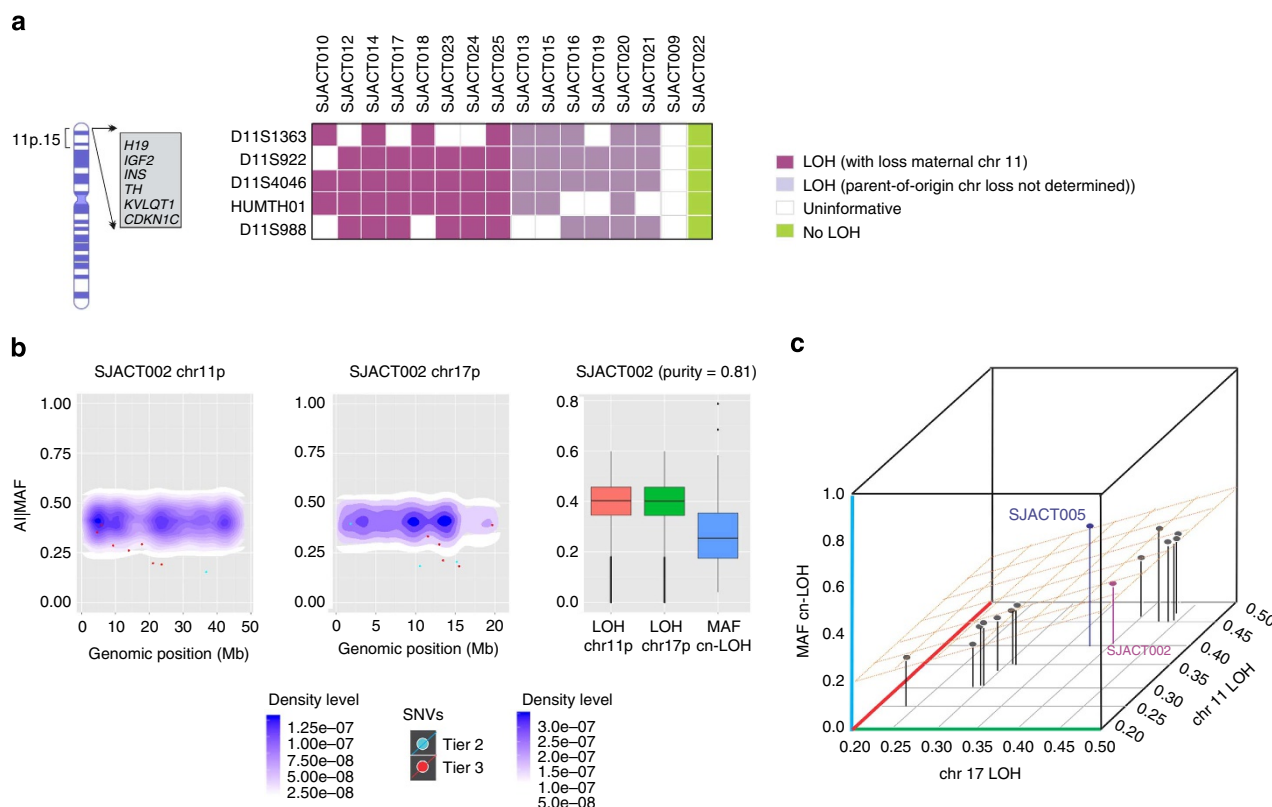 a
SJACT010
SJACT012
SJACT014
SJACT017
SJACT018
SJACT023
SJACT024
SJACT025
SJACT013
SJACT015
SJACT016
SJACT019
SJACT020
SJACT021
SJACT009
SJACT022
11p.15
H19
IGF2
INS
TH
KVLQT1
CDKN1C
D11S1363
D11S922
D11S4046
HUMTH01
D11S988
LOH (with loss maternal chr 11)
LOH (parent-of-origin chr loss not determined))
Uninformative
No LOH
b
SJACT002 chr11p
AI|MAF
1.00
0.75
0.50
0.25
0.00
0 10 20 30 40 50
Genomic position (Mb)
SJACT002 chr17p
1.00
0.75
0.50
0.25
0.00
0 5 10 15 20
Genomic position (Mb)
SJACT002 (purity = 0.81)
0.8
0.6
0.4
0.2
0.0
LOH chr11p
LOH chr17p
MAF cn-LOH
Density level
1.25e–07
1.00e–07
7.50e–08
5.00e–08
2.50e–08
SNVs
Tier 2
Tier 3
Density level
3.0e–07
2.5e–07
2.0e–07
1.5e–07
1.0e–07
5.0e–08
c
MAF cn-LOH
1.0
0.8
0.6
0.4
0.2
0.0
SJACT005
SJACT002
0.20 0.25 0.30 0.35 0.40 0.45 0.50
chr 17 LOH
0.20
0.25
0.30
0.35
0.40
0.45
0.50
chr 11 LOH